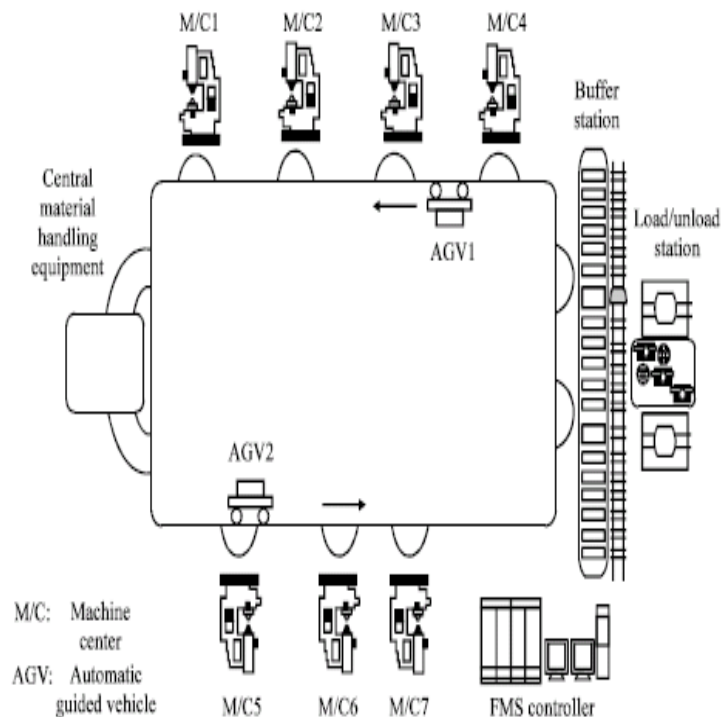 M/C1
M/C2
M/C3
M/C4
Buffer
station
Central
material
handling
equipment
Load/unload
station
AGV1
AGV2
M/C: Machine
center
AGV: Automatic
guided vehicle
M/C5
M/C6
M/C7
FMS controller